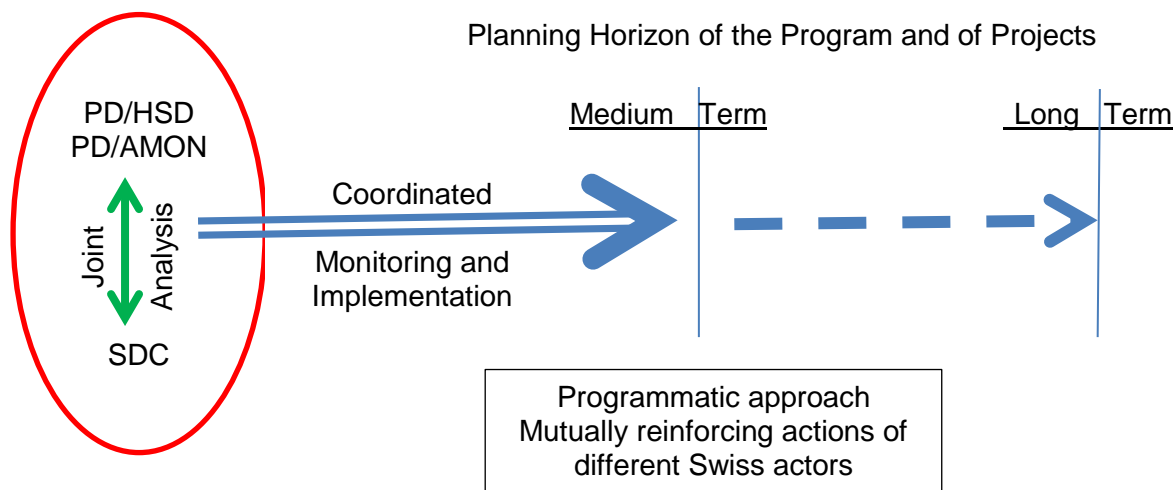 Planning Horizon of the Program and of Projects
PD/HSD
PD/AMON
Joint
Analysis
SDC
Coordinated
Monitoring and
Implementation
Medium Term
Long Term
Programmatic approach
Mutually reinforcing actions of
different Swiss actors